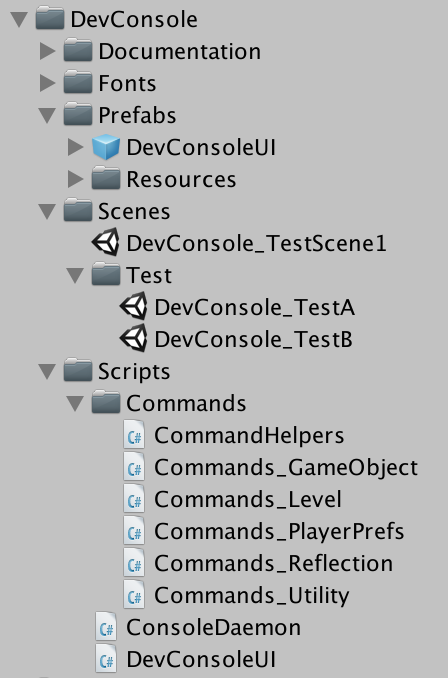 DevConsole
Documentation
Fonts
Prefabs
DevConsoleUI
Resources
Scenes
DevConsole_TestScene1
Test
DevConsole_TestA
DevConsole_TestB
Scripts
Commands
C# CommandHelpers
C# Commands_GameObject
C# Commands_Level
C# Commands_PlayerPrefs
C# Commands_Reflection
C# Commands_Utility
C# ConsoleDaemon
C# DevConsoleUI